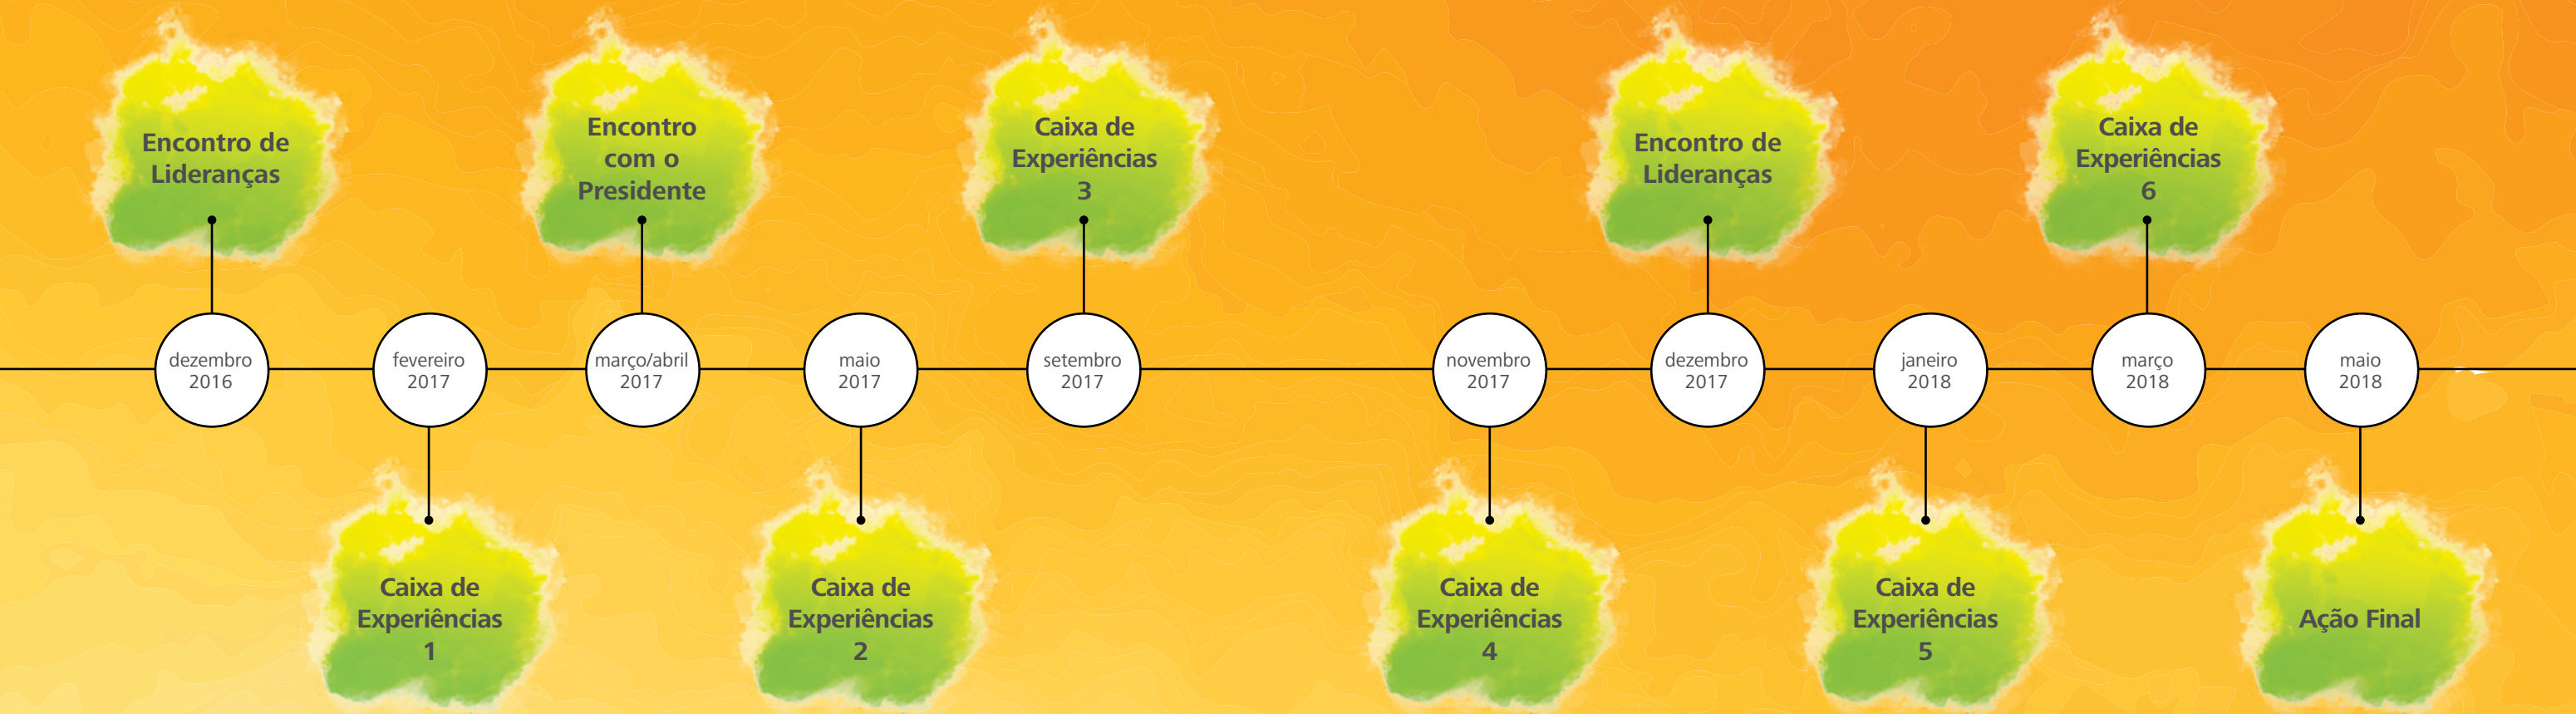 Encontro de
Lideranças
Encontro
com o
Presidente
Caixa de
Experiências
3
Encontro de
Lideranças
Caixa de
Experiências
6
dezembro
2016
fevereiro
2017
março/abril
2017
maio
2017
setembro
2017
novembro
2017
dezembro
2017
janeiro
2018
março
2018
maio
2018
Caixa de
Experiências
1
Caixa de
Experiências
2
Caixa de
Experiências
4
Caixa de
Experiências
5
Ação Final